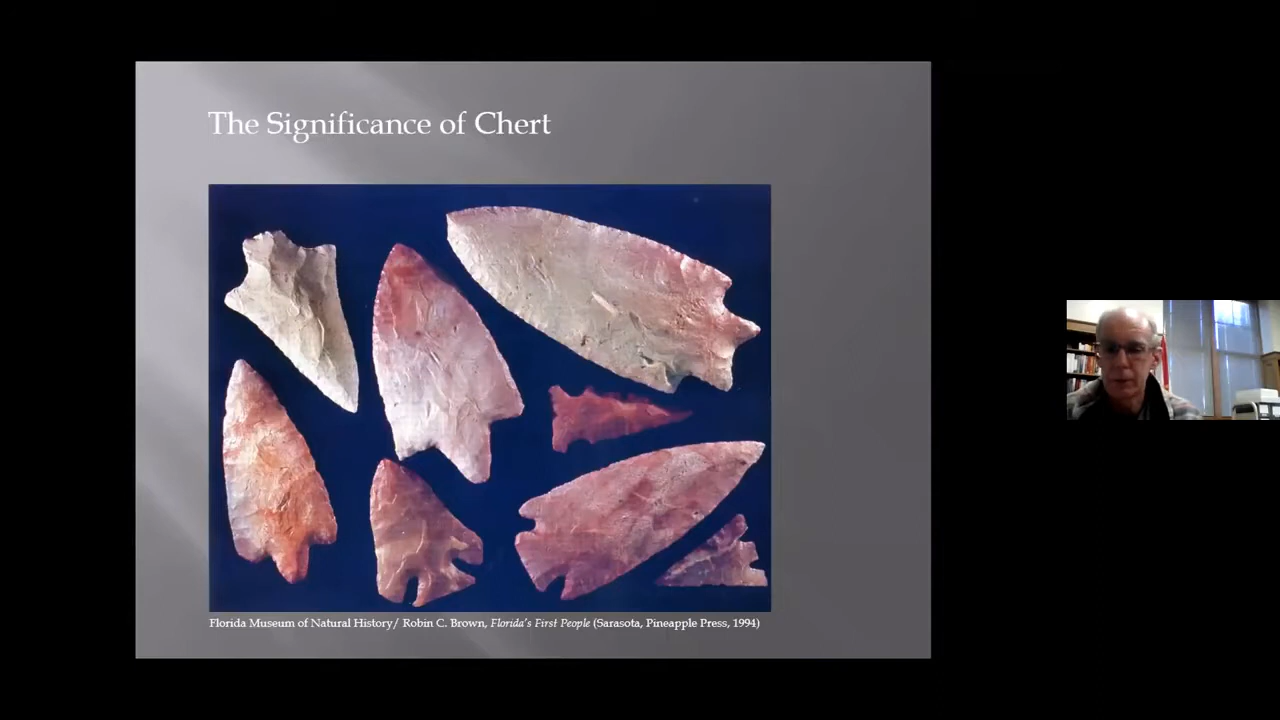 The Significance of Chert
Florida Museum of Natural History/ Robin C. Brown, Florida's First People (Sarasota, Pineapple Press, 1994)